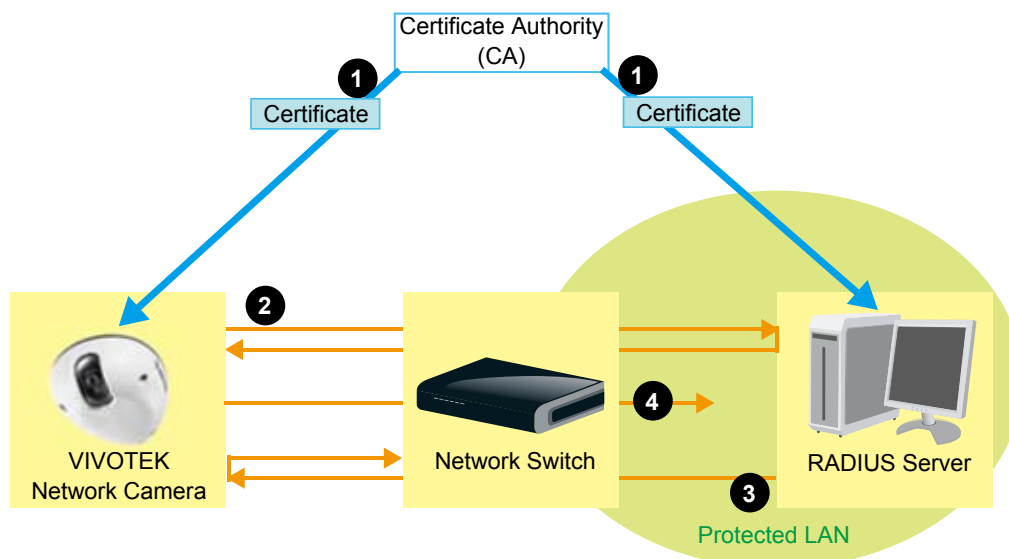 Certificate Authority
(CA)
1
1
Certificate
Certificate
2
4
VIVOTEK
Network Camera
Network Switch
RADIUS Server
3
Protected LAN